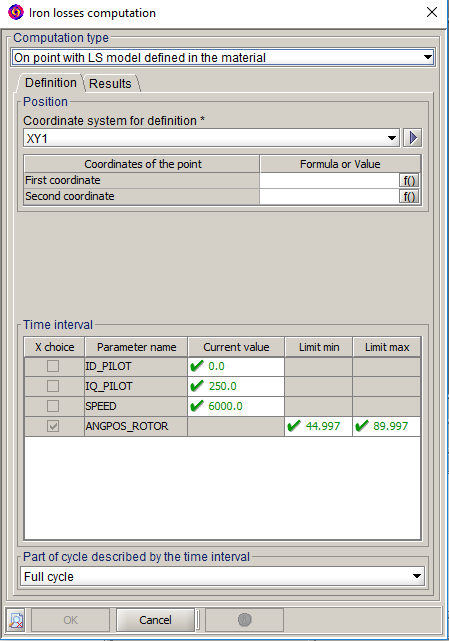 Iron losses computation
Computation type
On point with LS model defined in the material
Definition Results
Position
Coordinate system for definition *
XY1
Coordinates of the point Formula or Value
First coordinate f()
Second coordinate f()
Time interval
X choice Parameter name Current value Limit min Limit max
ID_PILOT 0.0
IQ_PILOT 250.0
SPEED 6000.0
ANGPOS_ROTOR 44.997 89.997
Part of cycle described by the time interval
Full cycle
OK Cancel